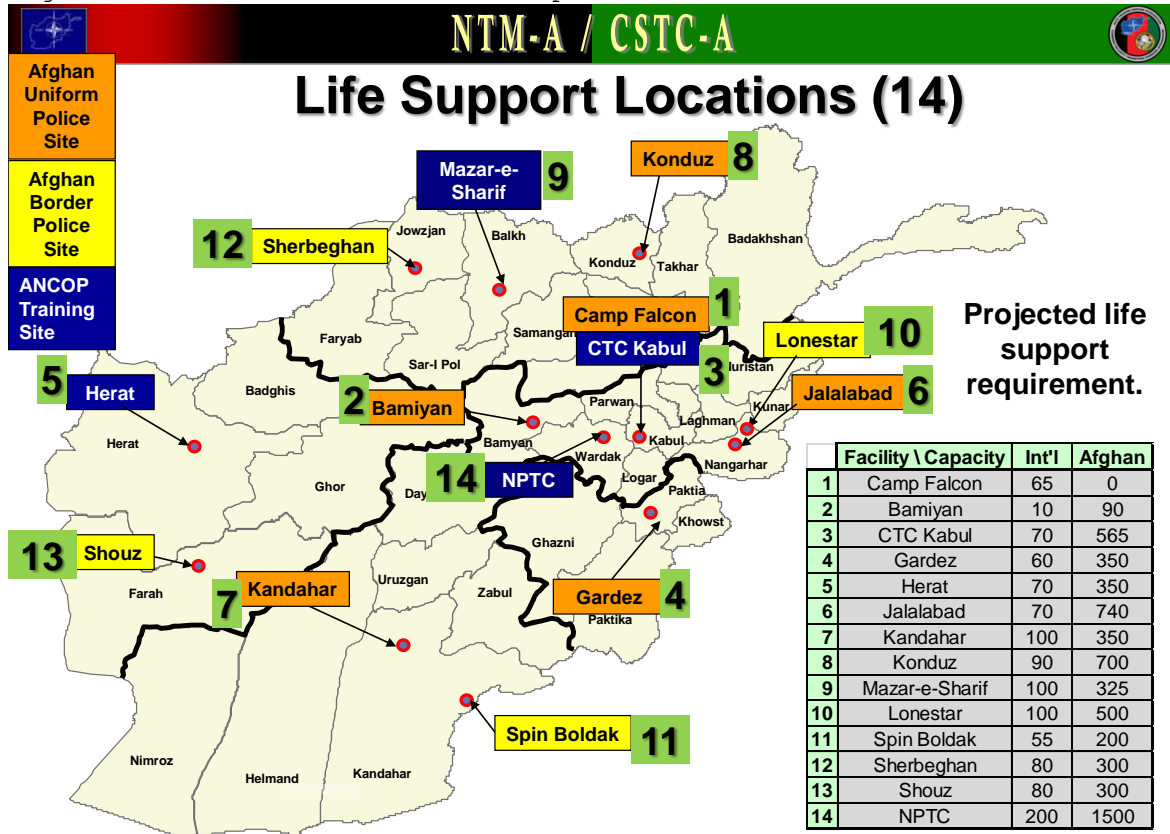 NTM-A / CSTC-A
Life Support Locations (14)
Afghan
Uniform
Police
Site
Afghan
Border
Police
Site
ANCOP
Training
Site
Mazar-e-
Sharif
9
Konduz
8
12
Sherbeghan
Jowzjan
Balkh
Konduz
Takhar
Badakhshan
Camp Falcon
1
CTC Kabul
3
Lonestar
10
Jalalabad
6
Projected life
support
requirement.
Faryab
Samangan
Sar-I Pol
Badghis
5
Herat
2
Bamiyan
Parwan
Kunar
Laghman
Herat
Bamyan
Kabul
Wardak
Nangarhar
14
NPTC
Logar
Paktia
Ghor
Day
Khowst
Ghazni
13
Shouz
Farah
7
Kandahar
Uruzgan
Zabul
Gardez
4
Paktika
Spin Boldak
11
Nimroz
Helmand
Kandahar
Facility \ Capacity Int'l Afghan
1 Camp Falcon 65 0
2 Bamiyan 10 90
3 CTC Kabul 70 565
4 Gardez 60 350
5 Herat 70 350
6 Jalalabad 70 740
7 Kandahar 100 350
8 Konduz 90 700
9 Mazar-e-Sharif 100 325
10 Lonestar 100 500
11 Spin Boldak 55 200
12 Sherbeghan 80 300
13 Shouz 80 300
14 NPTC 200 1500